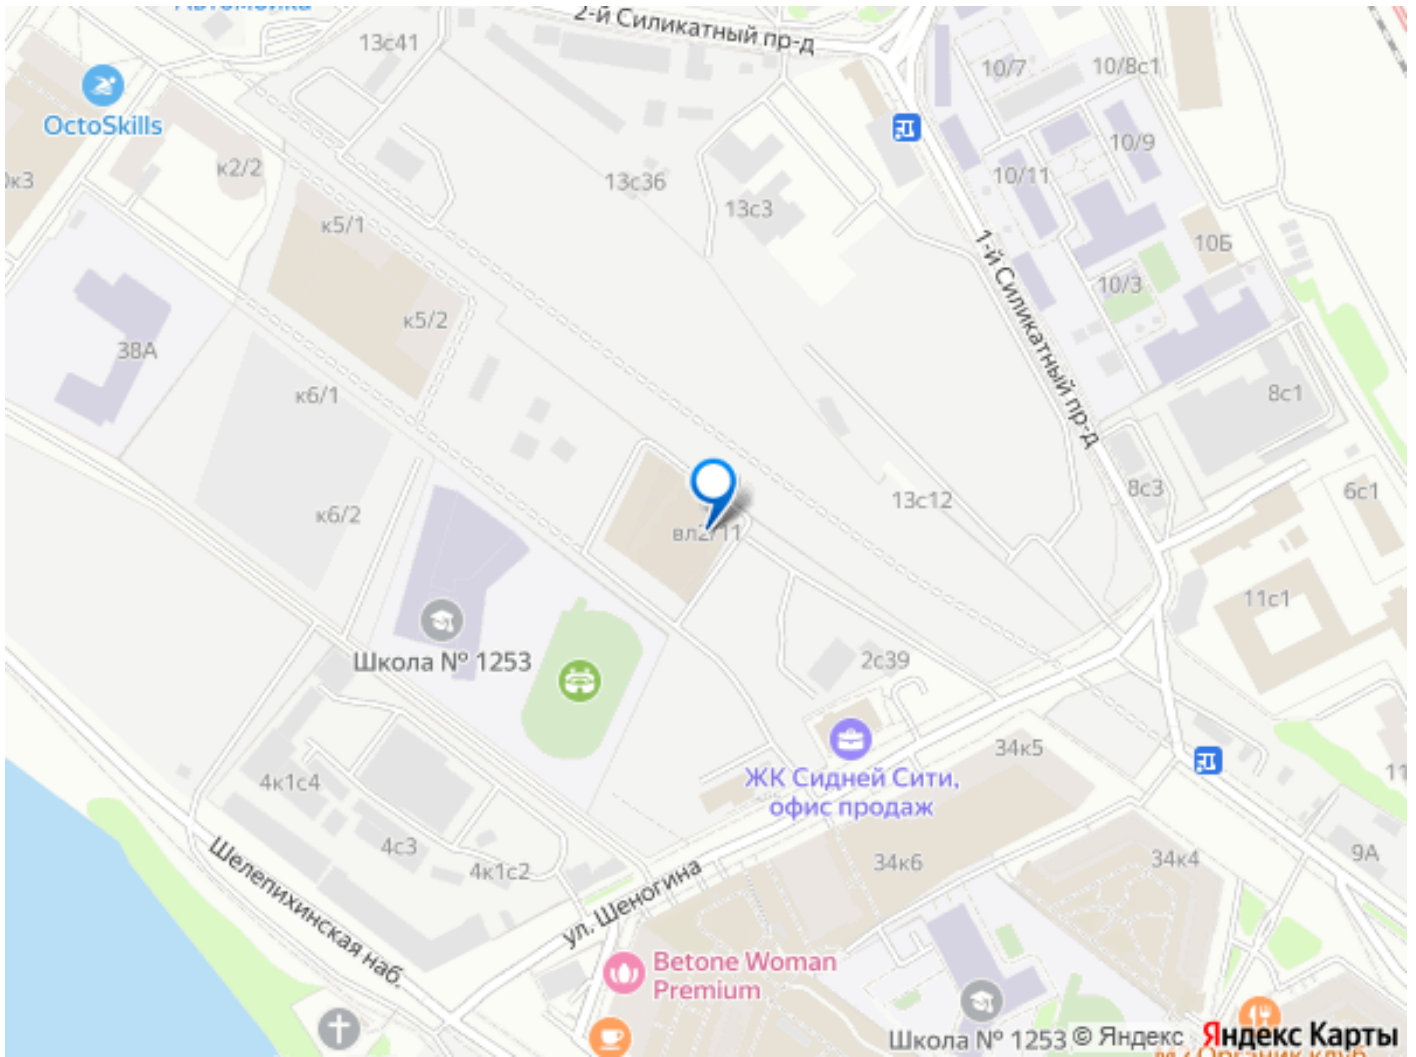 Автомойка
2-й Силикатный пр-д
13с41
10/7
10/8с1
OctoSkills
10/9
к2/2
13с36
10/11
13с3
к5/1
10Б
1-й Силикатный пр-д
10/3
к5/2
38А
к6/1
8с1
8с3
6с1
13с12
к6/2
вл2/11
11с1
Школа № 1253
2с39
34к5
ЖК Сидней Сити,
офис продаж
4к1с4
4с3
34к6
34к4
9А
4к1с2
Шелепихинская наб.
ул. Шеногина
Betone Woman
Premium
Школа № 1253
© Яндекс
Яндекс Карты